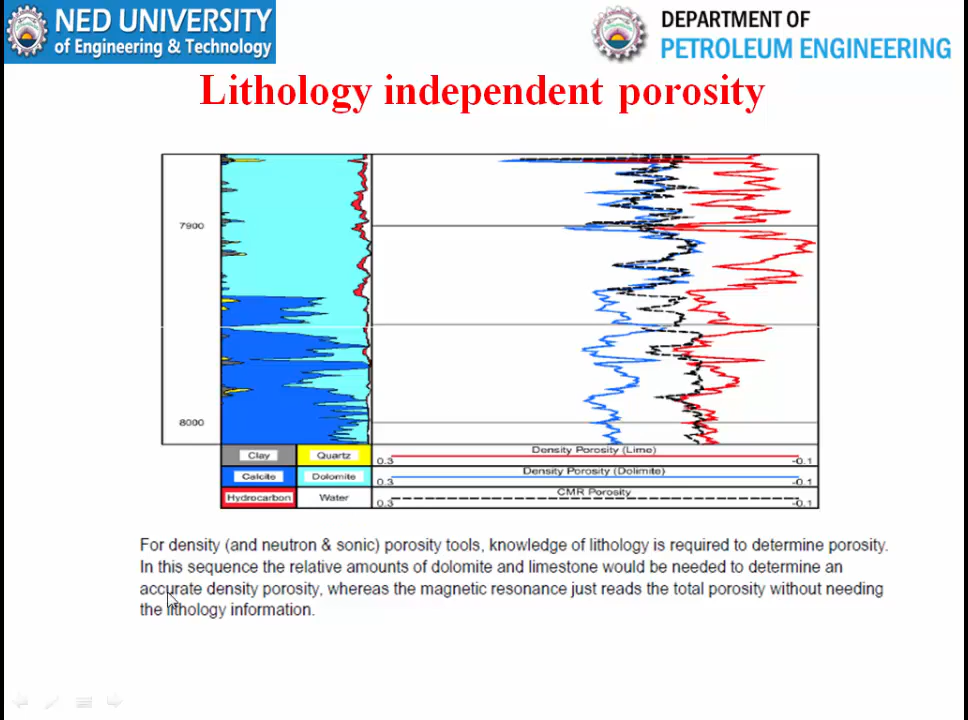 NED UNIVERSITY
of Engineering & Technology
DEPARTMENT OF
PETROLEUM ENGINEERING
Lithology independent porosity
7900
8000
Clay Quartz
Calcite Dolomite
Hydrocarbon Water
Density Porosity (Lime)
0.3 -0.1
Density Porosity (Dolimite)
0.3 -0.1
CMR Porosity
0.3 -0.1
For density (and neutron & sonic) porosity tools, knowledge of lithology is required to determine porosity.
In this sequence the relative amounts of dolomite and limestone would be needed to determine an
accurate density porosity, whereas the magnetic resonance just reads the total porosity without needing
the lithology information.